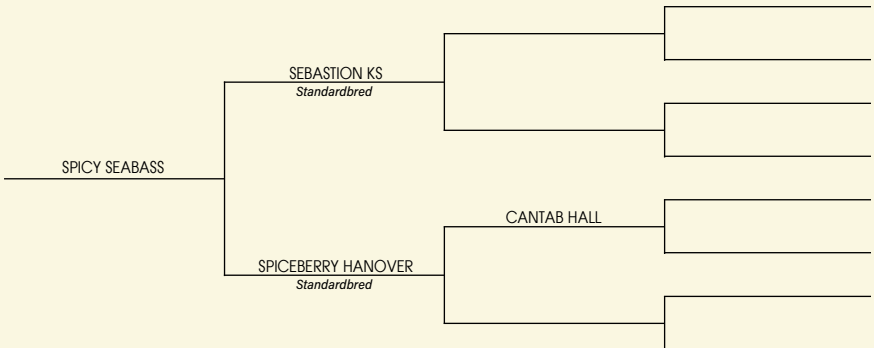 SEBASTION KS
Standardbred
SPICY SEABASS
CANTAB HALL
SPICEBERRY HANOVER
Standardbred